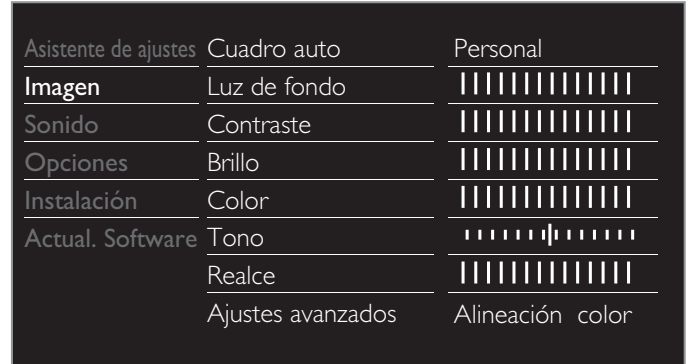 Asistente de ajustes Cuadro auto Personal
Imagen Luz de fondo
Sonido Contraste
Opciones Brillo
Instalación Color
Actual. Software Tono
Realce
Ajustes avanzados Alineación color